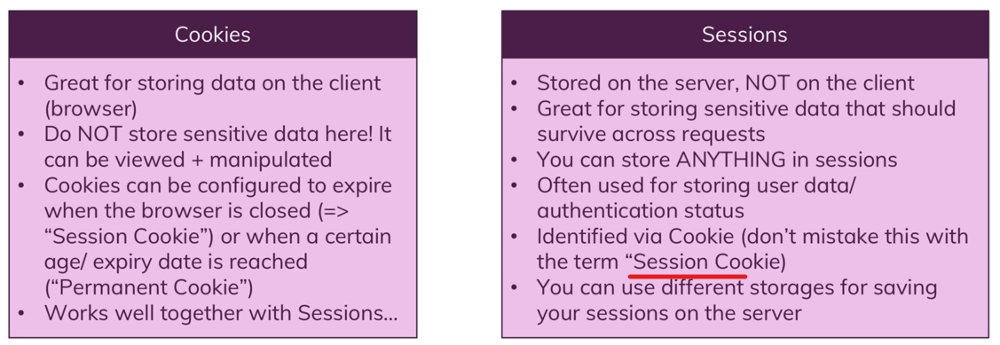 Cookies
• Great for storing data on the client
(browser)
• Do NOT store sensitive data here! It
can be viewed + manipulated
• Cookies can be configured to expire
when the browser is closed (=>
“Session Cookie”) or when a certain
age/ expiry date is reached
(“Permanent Cookie”)
• Works well together with Sessions...
Sessions
• Stored on the server, NOT on the client
• Great for storing sensitive data that should
survive across requests
• You can store ANYTHING in sessions
• Often used for storing user data/
authentication status
• Identified via Cookie (don’t mistake this with
the term “Session Cookie)
• You can use different storages for saving
your sessions on the server